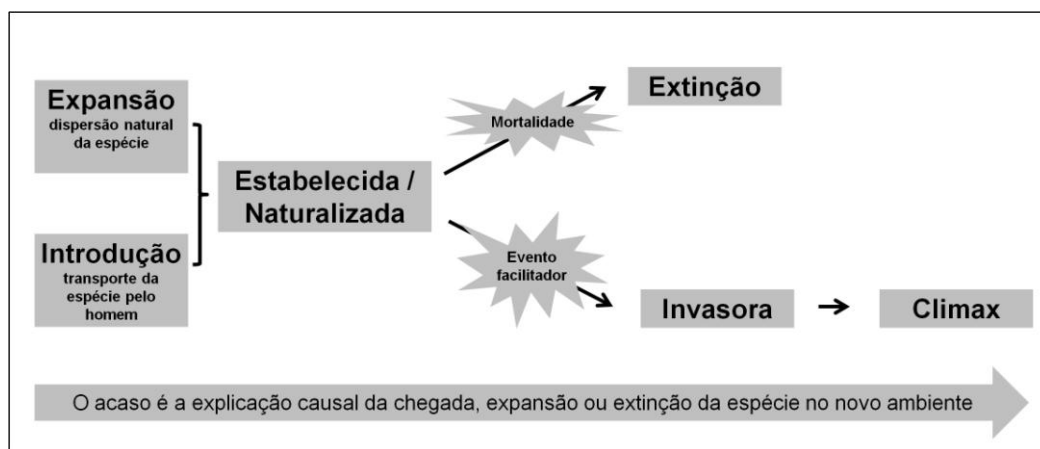 Expansão
dispersão natural
da espécie
Introdução
transporte da
espécie pelo
homem
Estabelecida /
Naturalizada
Mortalidade
Extinção
Evento
facilitador
Invasora
Climax
O acaso é a explicação causal da chegada, expansão ou extinção da espécie no novo ambiente